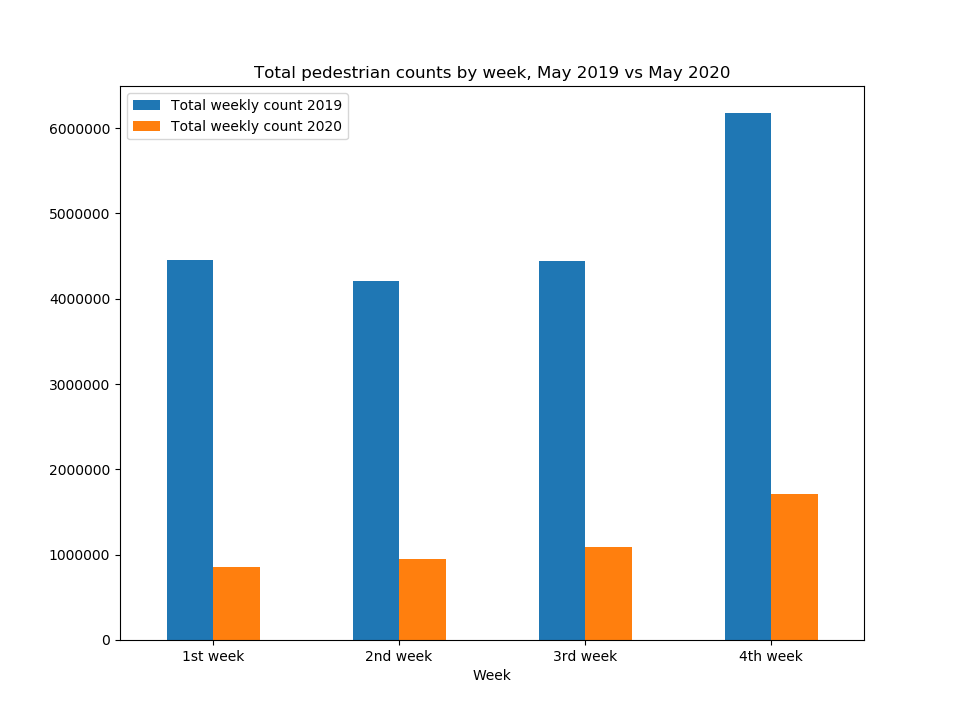 Total pedestrian counts by week, May 2019 vs May 2020
Total weekly count 2019
Total weekly count 2020
6000000
5000000
4000000
3000000
2000000
1000000
0
1st week
2nd week
3rd week
4th week
Week